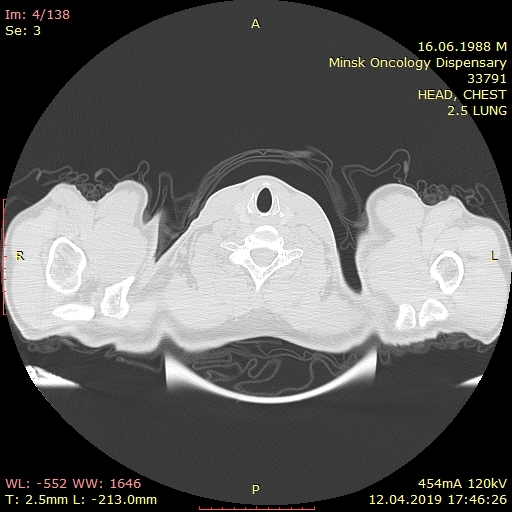 Im: 4/138
Se: 3
A
16.06.1988 M
Minsk Oncology Dispensary
33791
HEAD, CHEST
2.5 LUNG
R
L
WL: -552 WW: 1646
T: 2.5mm L: -213.0mm
P
454mA 120kV
12.04.2019 17:46:26